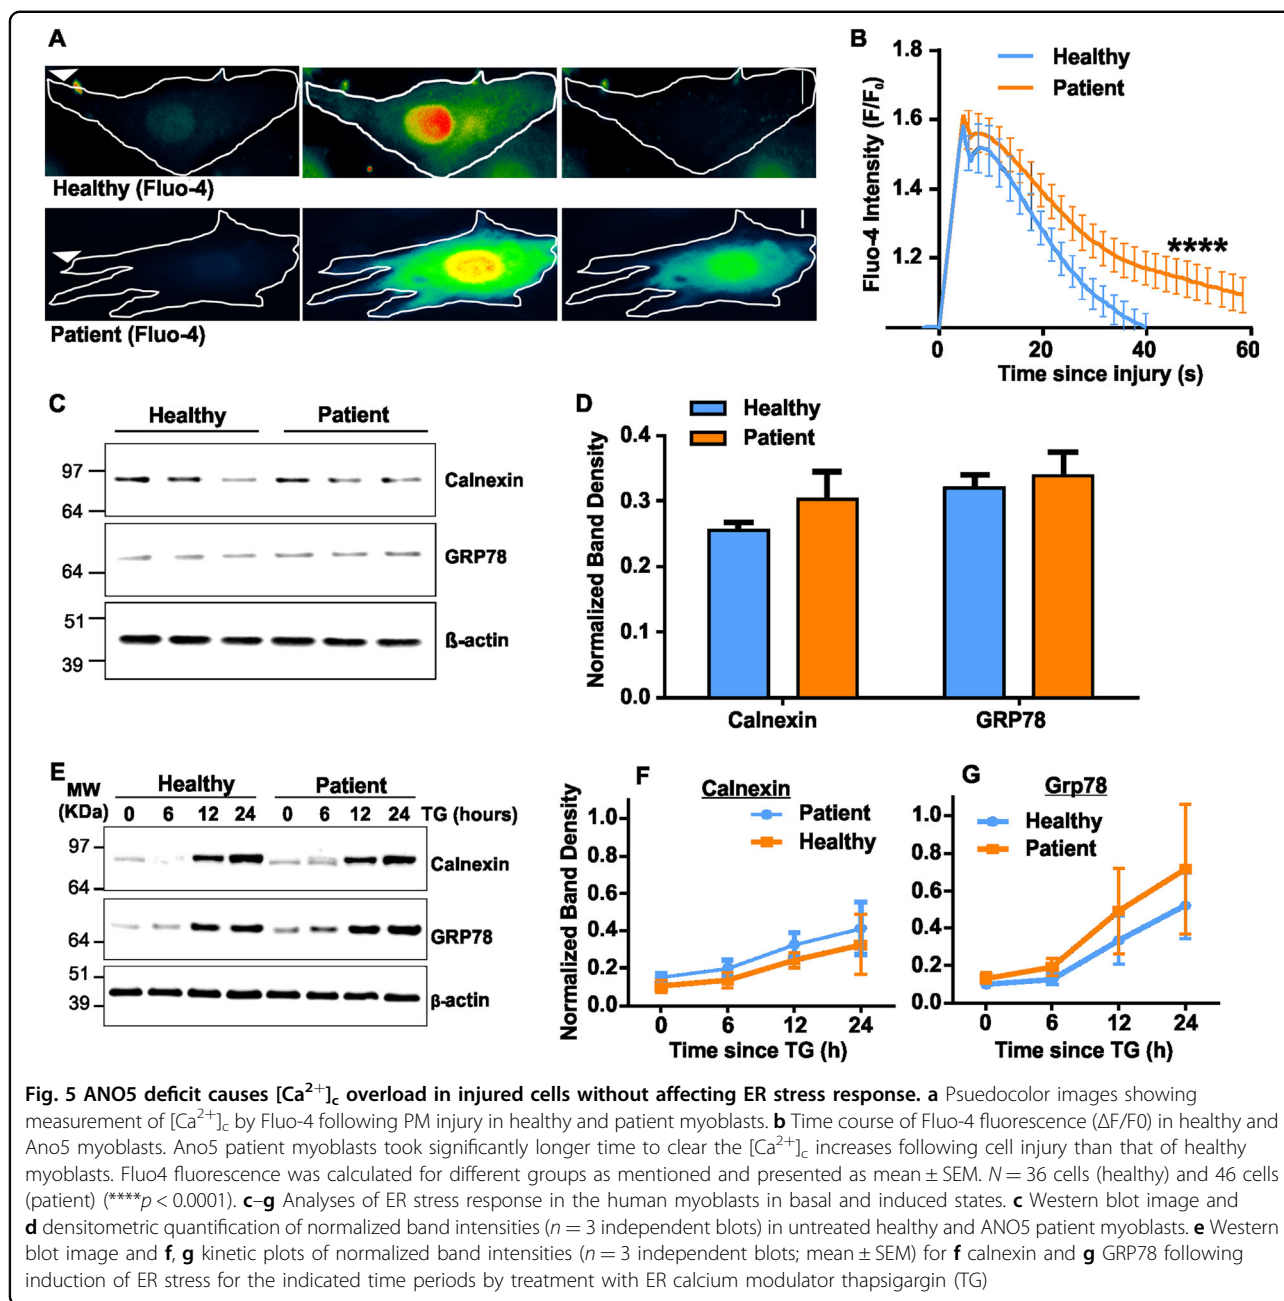 A
Healthy (Fluo-4)
Patient (Fluo-4)
B
Healthy
Patient
Fluo-4 Intensity (F/F₀)
1.8
1.6
1.4
1.2
****
0
20
40
60
Time since injury (s)
C
Healthy
Patient
97
64
Calnexin
64
GRP78
51
39
ß-actin
D
Healthy
Patient
Normalized Band Density
0.4
0.3
0.2
0.1
0.0
Calnexin
GRP78
E
MW
(KDa)
Healthy
Patient
0 6 12 24 0 6 12 24 TG (hours)
97
64
Calnexin
64
GRP78
51
39
β-actin
F
Calnexin
Patient
Healthy
Normalized Band Density
1.0
0.8
0.6
0.4
0.2
0.0
0 6 12 24
Time since TG (h)
G
Grp78
Healthy
Patient
1.0
0.8
0.6
0.4
0.2
0.0
0 6 12 24
Time since TG (h)
Fig. 5 ANO5 deficit causes [Ca²⁺]c overload in injured cells without affecting ER stress response. a Psuedocolor images showing
measurement of [Ca²⁺]c by Fluo-4 following PM injury in healthy and patient myoblasts. b Time course of Fluo-4 fluorescence (ΔF/F0) in healthy and
Ano5 myoblasts. Ano5 patient myoblasts took significantly longer time to clear the [Ca²⁺]c increases following cell injury than that of healthy
myoblasts. Fluo4 fluorescence was calculated for different groups as mentioned and presented as mean ± SEM. N = 36 cells (healthy) and 46 cells
(patient) (****p < 0.0001). c–g Analyses of ER stress response in the human myoblasts in basal and induced states. c Western blot image and
d densitometric quantification of normalized band intensities (n = 3 independent blots) in untreated healthy and ANO5 patient myoblasts. e Western
blot image and f, g kinetic plots of normalized band intensities (n = 3 independent blots; mean ± SEM) for f calnexin and g GRP78 following
induction of ER stress for the indicated time periods by treatment with ER calcium modulator thapsigargin (TG)